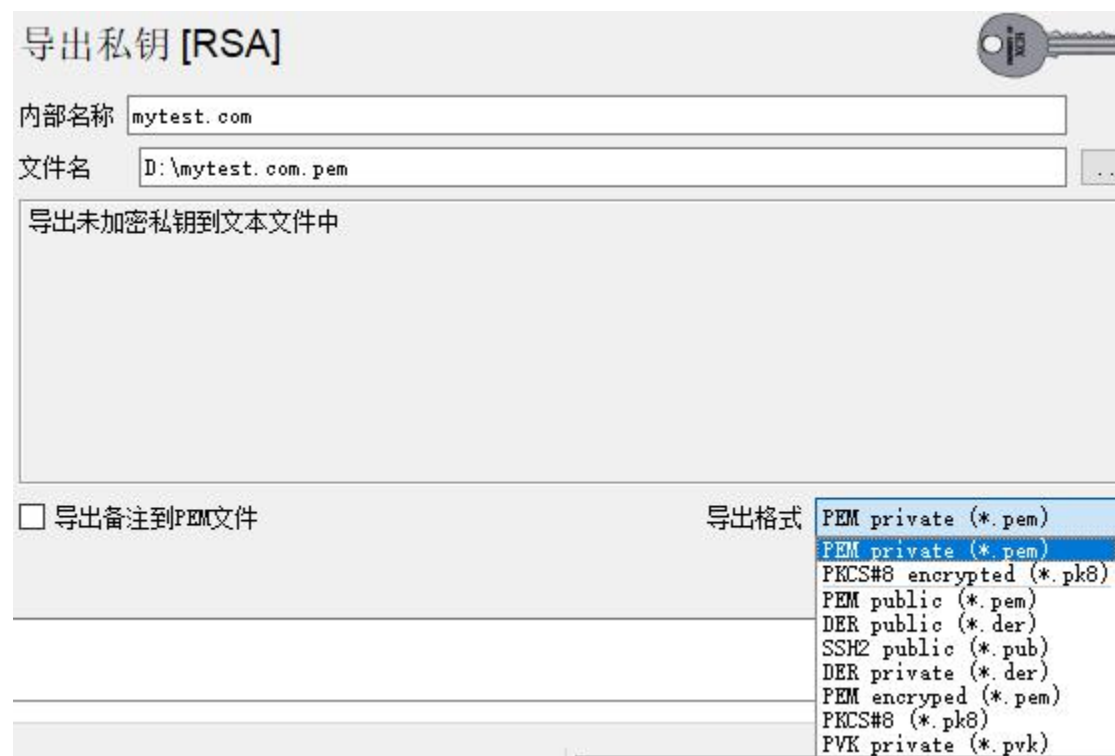 导出私钥 [RSA]
内部名称 mytest.com
文件名 D:\mytest.com.pem ..
导出未加密私钥到文本文件中
导出备注到PEM文件 导出格式 PEM private (*.pem)
PEM private (*.pem)
PKCS#8 encrypted (*.pk8)
PEM public (*.pem)
DER public (*.der)
SSH2 public (*.pub)
DER private (*.der)
PEM encryped (*.pem)
PKCS#8 (*.pk8)
PVK private (*.pvk)